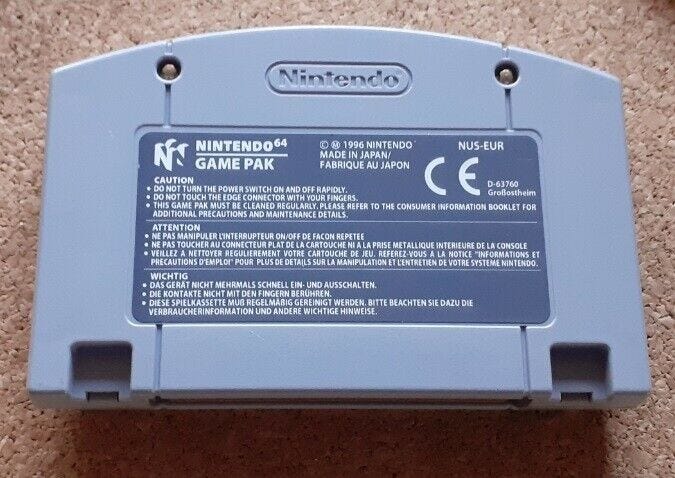 Nintendo
NINTENDO64
GAME PAK
© Ⓜ 1996 NINTENDO
MADE IN JAPAN/
FABRIQUE AU JAPON
NUS-EUR
CE
D-63760
Großostheim
CAUTION
• DO NOT TURN THE POWER SWITCH ON AND OFF RAPIDLY.
• DO NOT TOUCH THE EDGE CONNECTOR WITH YOUR FINGERS.
• THIS GAME PAK MUST BE CLEANED REGULARLY. PLEASE REFER TO THE CONSUMER INFORMATION BOOKLET FOR
ADDITIONAL PRECAUTIONS AND MAINTENANCE DETAILS.
ATTENTION
• NE PAS MANIPULER L'INTERRUPTEUR ON/OFF DE FACON REPETEE
• NE PAS TOUCHER AU CONNECTEUR PLAT DE LA CARTOUCHE NI A LA PRISE METALLIQUE INTERIEURE DE LA CONSOLE
• VEILLEZ A NETTOYER REGULIEREMENT VOTRE CARTOUCHE DE JEU. REFEREZ-VOUS A LA NOTICE "INFORMATIONS ET
PRECAUTIONS D'EMPLOI" POUR PLUS DE DETAILS SUR LA MANIPULATION ET L'ENTRETIEN DE VOTRE SYSTEME NINTENDO.
WICHTIG
• DAS GERÄT NICHT MEHRMALS SCHNELL EIN- UND AUSSCHALTEN.
• DIE KONTAKTE NICHT MIT DEN FINGERN BERÜHREN.
• DIESE SPIELKASSETTE MUß REGELMÄßIG GEREINIGT WERDEN. BITTE BEACHTEN SIE DAZU DIE
VERBRAUCHERINFORMATION UND ANDERE WICHTIGE HINWEISE.